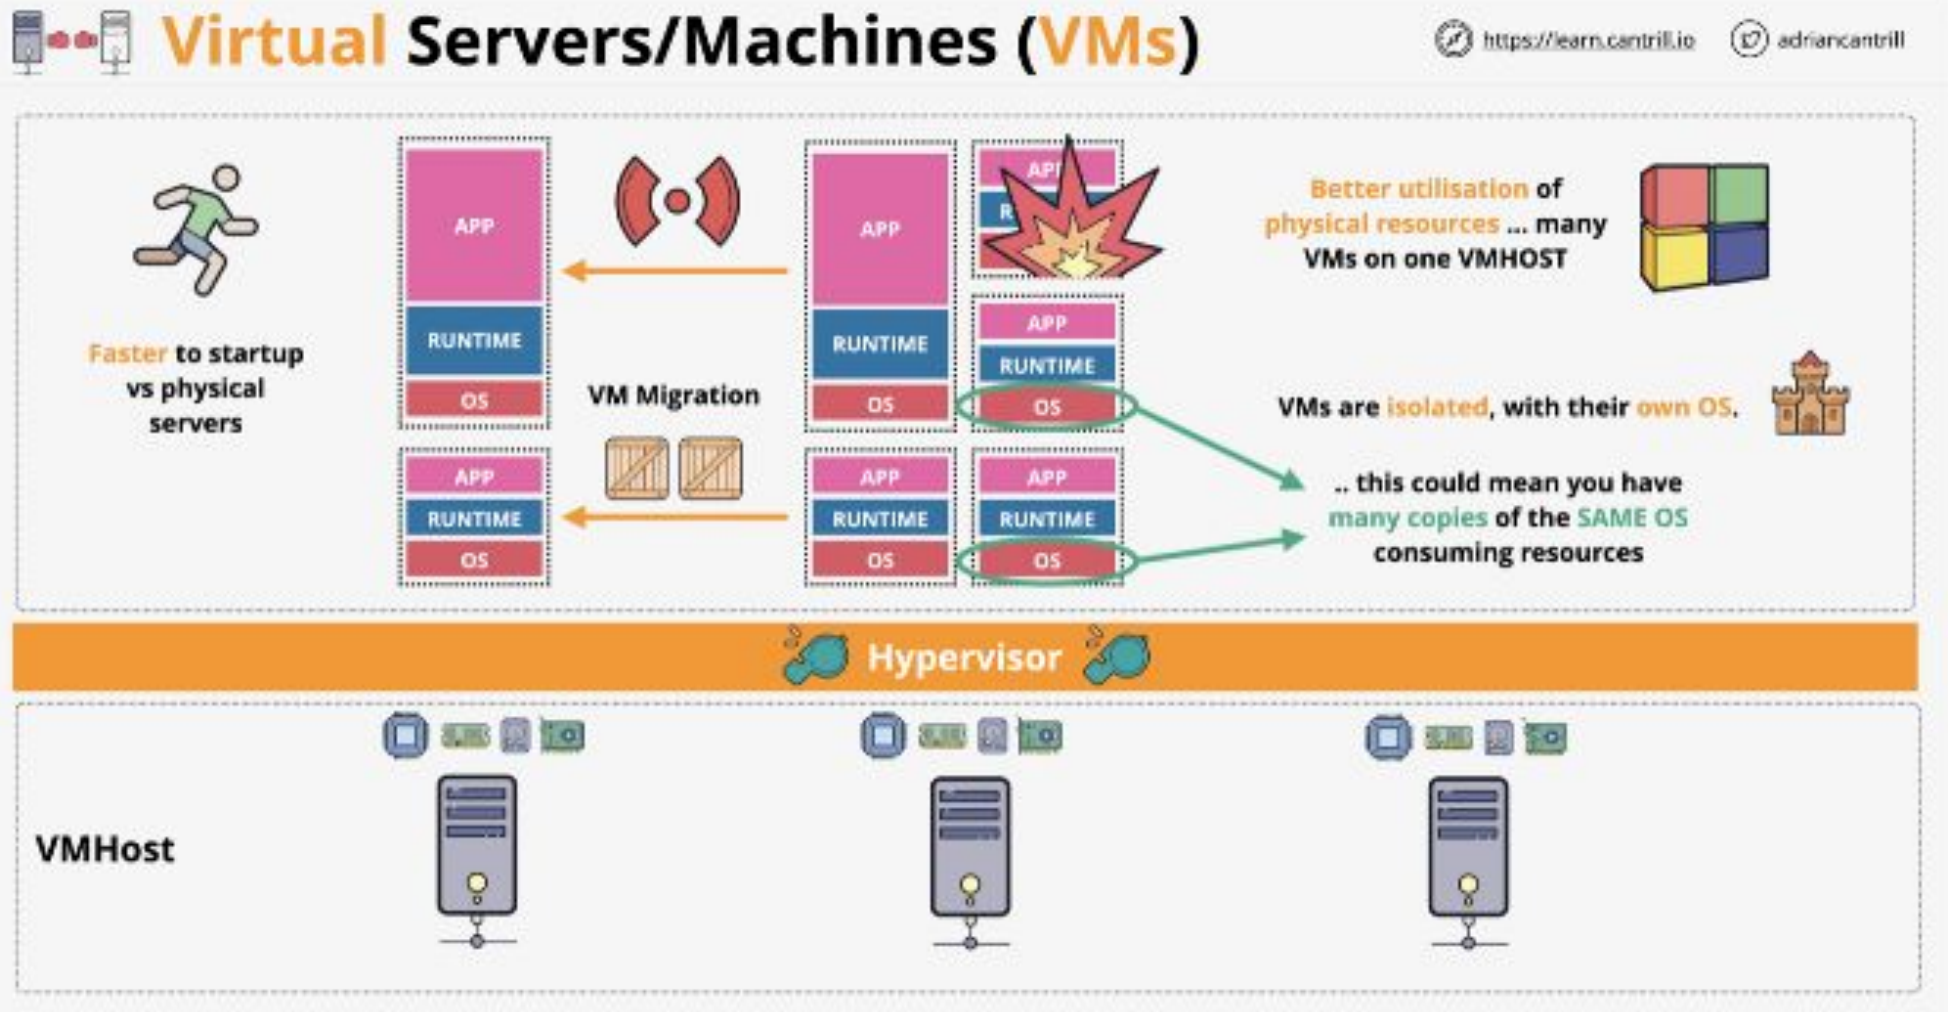 Virtual Servers/Machines (VMs)
https://learn.cantrill.io
adriancantrill
Faster to startup
vs physical
servers
APP
RUNTIME
OS
APP
RUNTIME
OS
VM Migration
APP
RUNTIME
OS
APP
RUNTIME
OS
AP
R
APP
RUNTIME
OS
APP
RUNTIME
OS
Better utilisation of
physical resources ... many
VMs on one VMHOST
VMs are isolated, with their own OS.
.. this could mean you have
many copies of the SAME OS
consuming resources
Hypervisor
VMHost